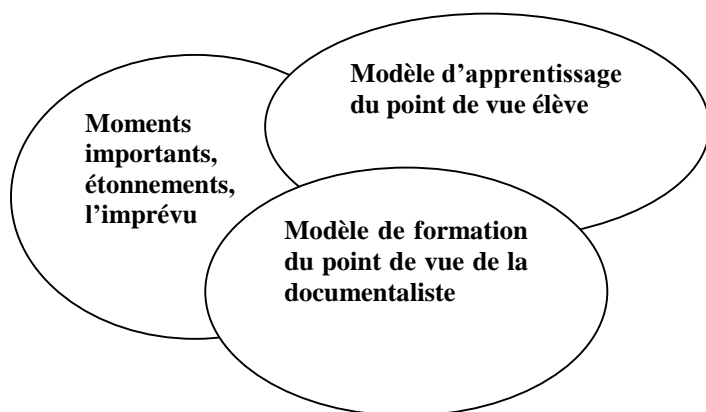 Modèle d’apprentissage
du point de vue élève
Moments
importants,
étonnements,
l’imprévu
Modèle de formation
du point de vue de la
documentaliste